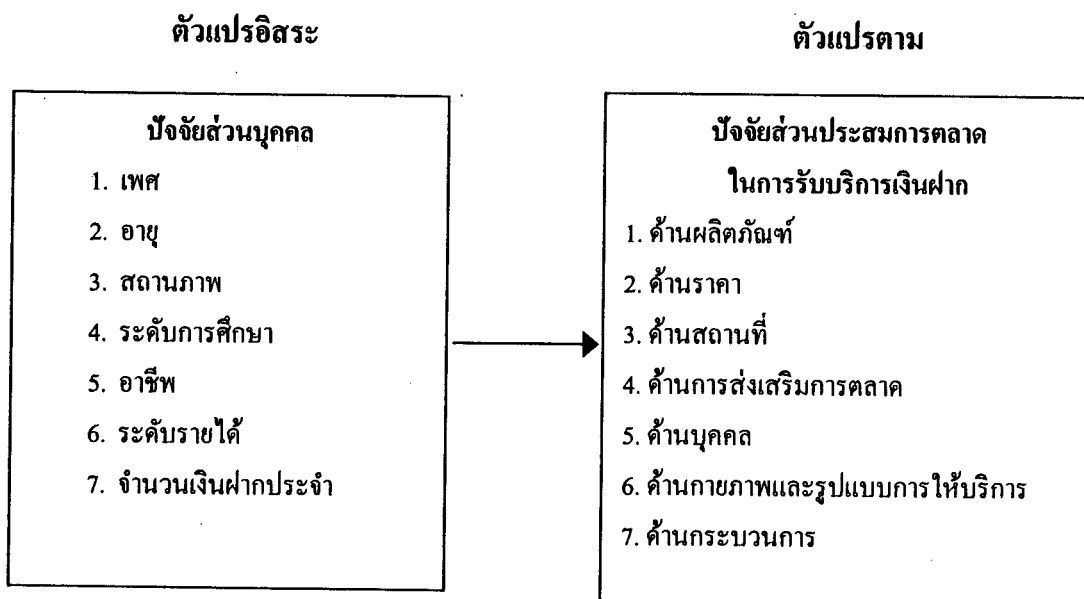 ตัวแปรอิสระ
ปัจจัยส่วนบุคคล
1. เพศ
2. อายุ
3. สถานภาพ
4. ระดับการศึกษา
5. อาชีพ
6. ระดับรายได้
7. จำนวนเงินฝากประจำ
ตัวแปรตาม
ปัจจัยส่วนประสมการตลาด
ในการรับบริการเงินฝาก
1. ด้านผลิตภัณฑ์
2. ด้านราคา
3. ด้านสถานที่
4. ด้านการส่งเสริมการตลาด
5. ด้านบุคคล
6. ด้านกายภาพและรูปแบบการให้บริการ
7. ด้านกระบวนการ